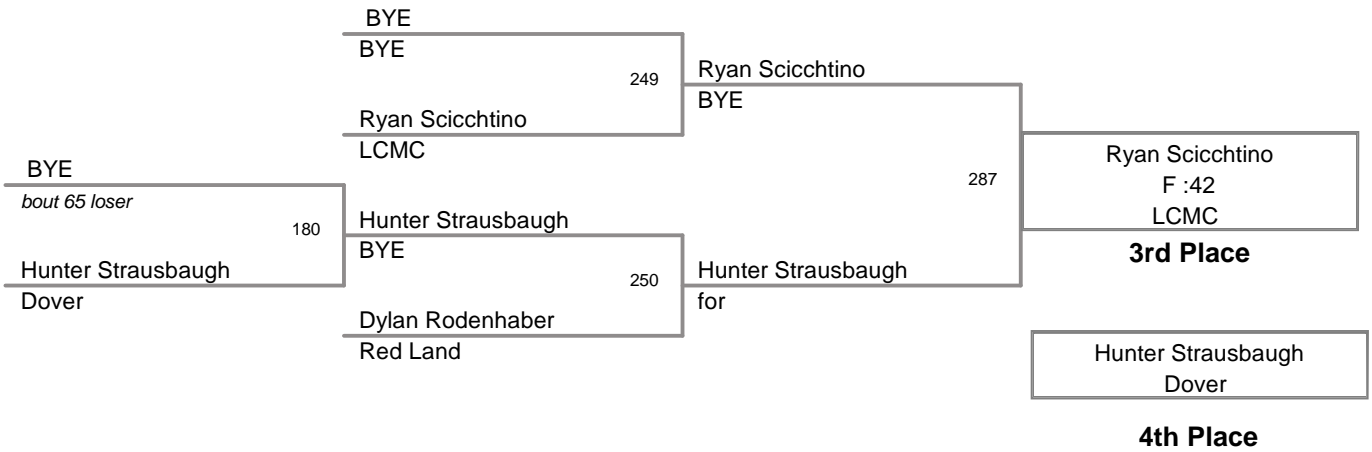 BYE
BYE
249
Ryan Scicchtino
LCMC
Ryan Scicchtino
BYE
BYE
bout 65 loser
180
Hunter Strausbaugh
Dover
Hunter Strausbaugh
BYE
250
Dylan Rodenhaber
Red Land
Hunter Strausbaugh
for
287
Ryan Scicchtino
F :42
LCMC
3rd Place
Hunter Strausbaugh
Dover
4th Place